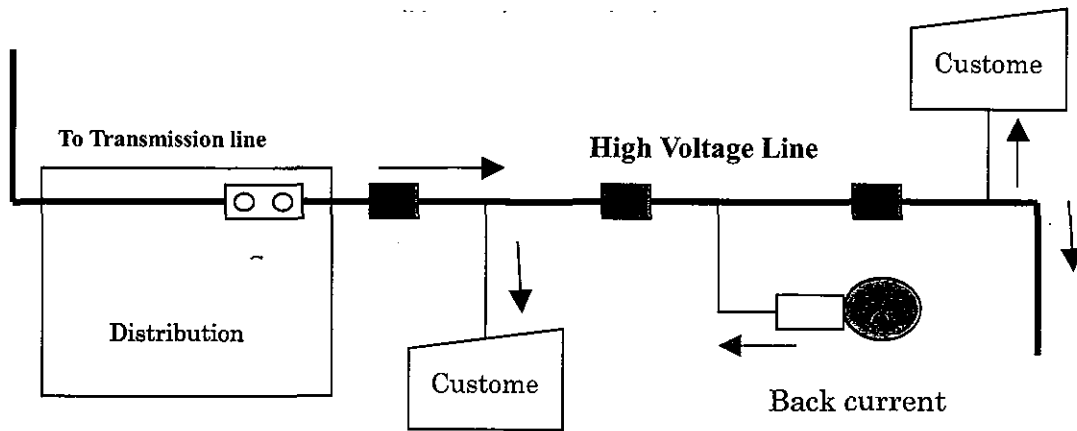 Custome
To Transmission line
High Voltage Line
Distribution
Custome
Back current